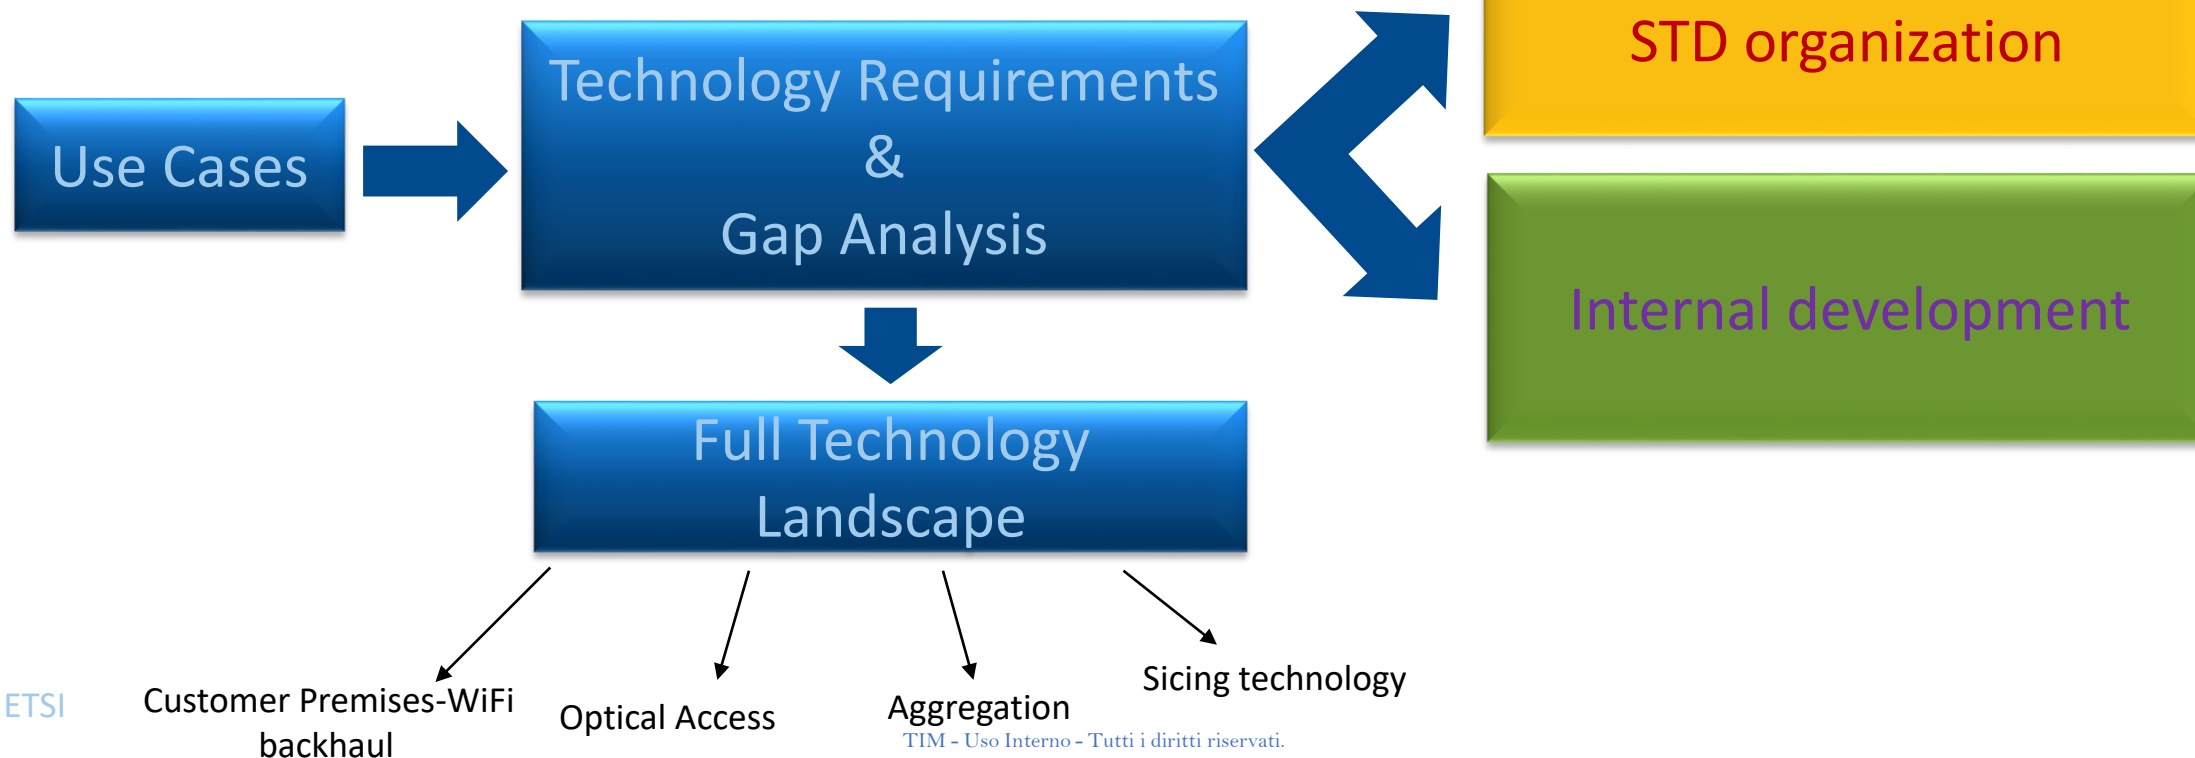 STD organization
Technology Requirements
&
Gap Analysis
Use Cases
Internal development
Full Technology
Landscape
Customer Premises-WiFi
backhaul
Optical Access
Aggregation
Sicing technology
ETSI
TIM - Uso Interno - Tutti i diritti riservati.